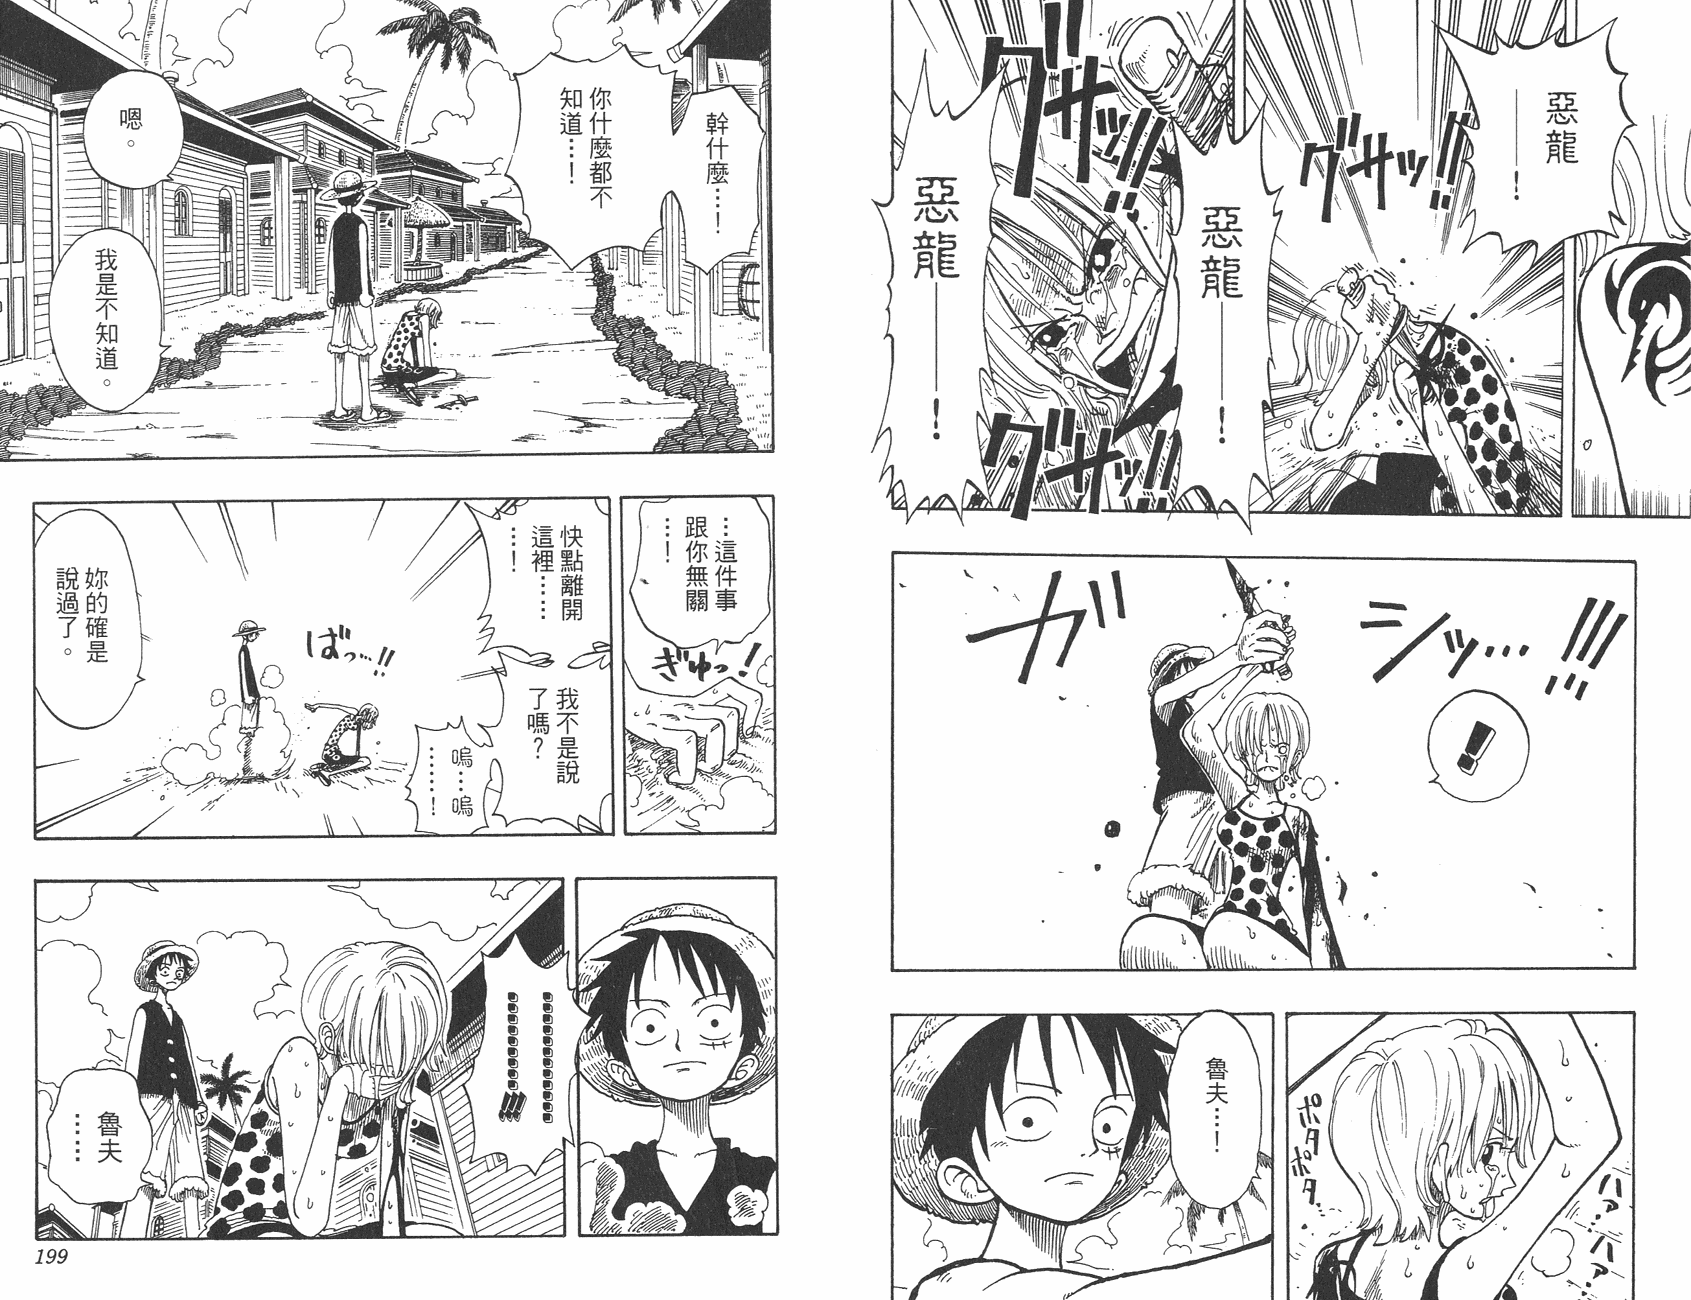 惡龍
──!
グサッ!!
惡龍
──!
グサッ!!
惡龍
──!
グサッ!!
ガシッ…!!!
!
ポタポタ…
ハァ…ハァ…
魯夫…!
幹什麼…!
你什麼都不
知道…!
嗯。
我是不知道。
…這件事
跟你無關
…!
ぎゅっ!
快點離開
這裡……
…!
我不是說
了嗎?
嗚…嗚
……!
ばっ…!!
妳的確是
說過了。
魯夫
……
199